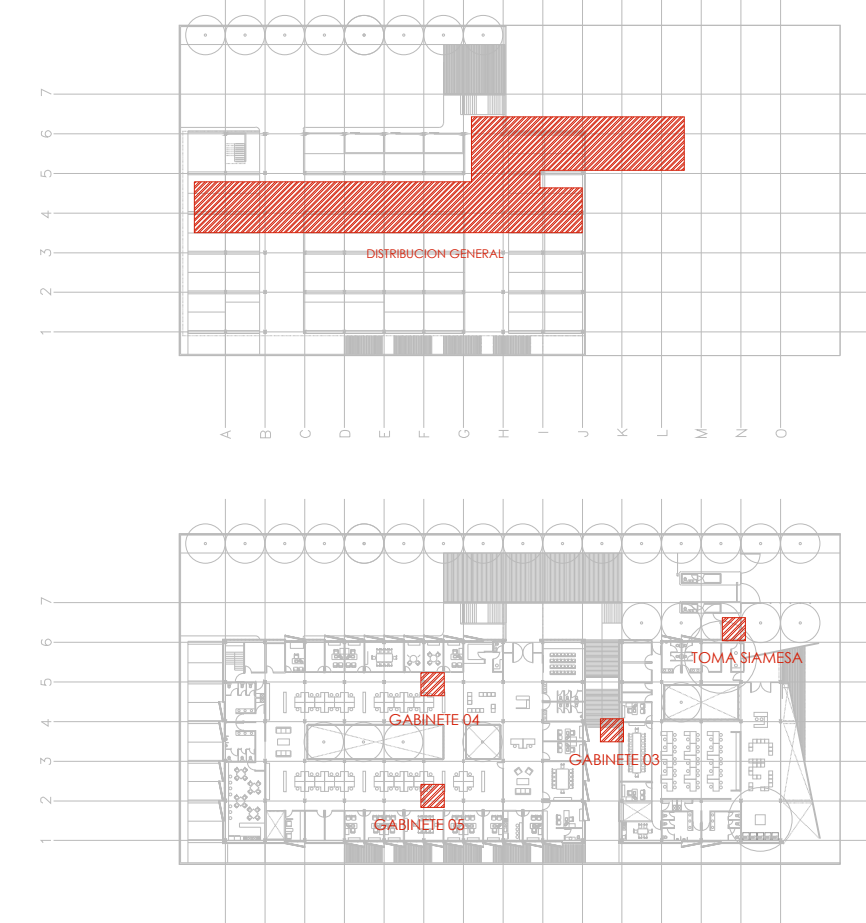 7
6
5
4
3
DISTRIBUCION GENERAL
2
1
A B C D E F G H I J K L M N O
7
6
TOMA SIAMESA
5
4
GABINETE 04
3
GABINETE 03
2
GABINETE 05
1